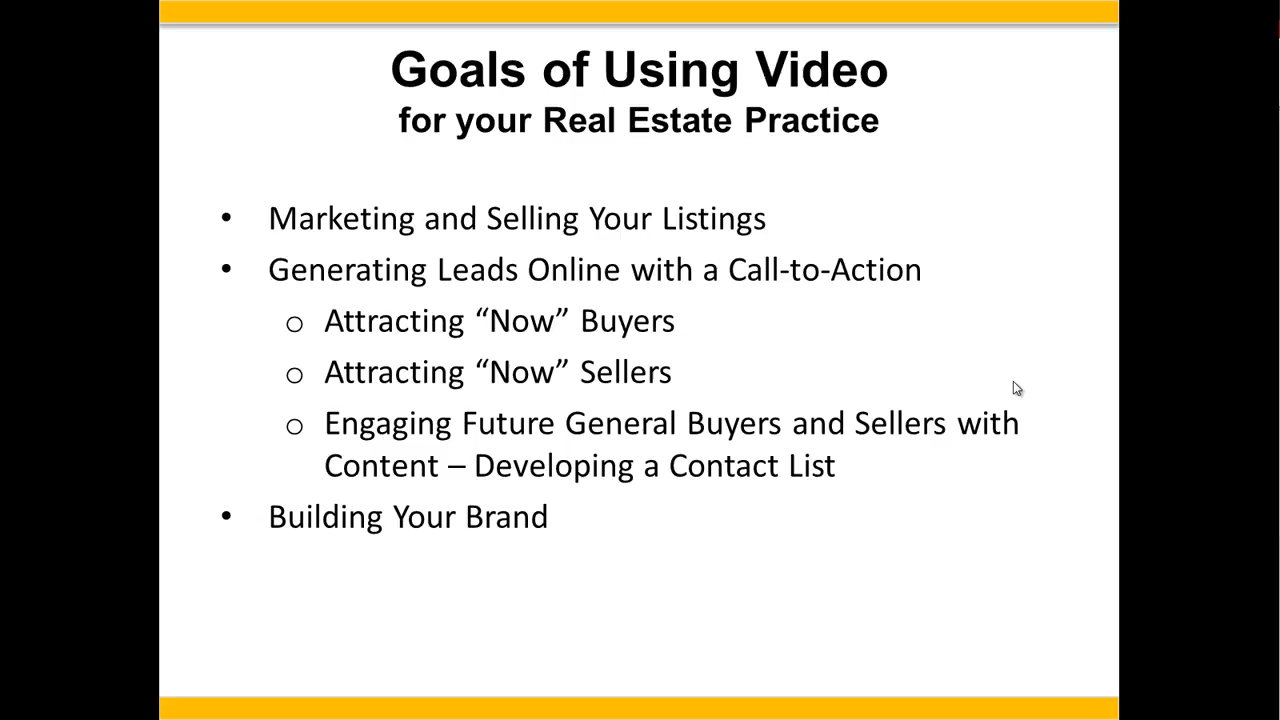 Goals of Using Video
for your Real Estate Practice
• Marketing and Selling Your Listings
• Generating Leads Online with a Call-to-Action
o Attracting “Now” Buyers
o Attracting “Now” Sellers
o Engaging Future General Buyers and Sellers with
Content – Developing a Contact List
• Building Your Brand